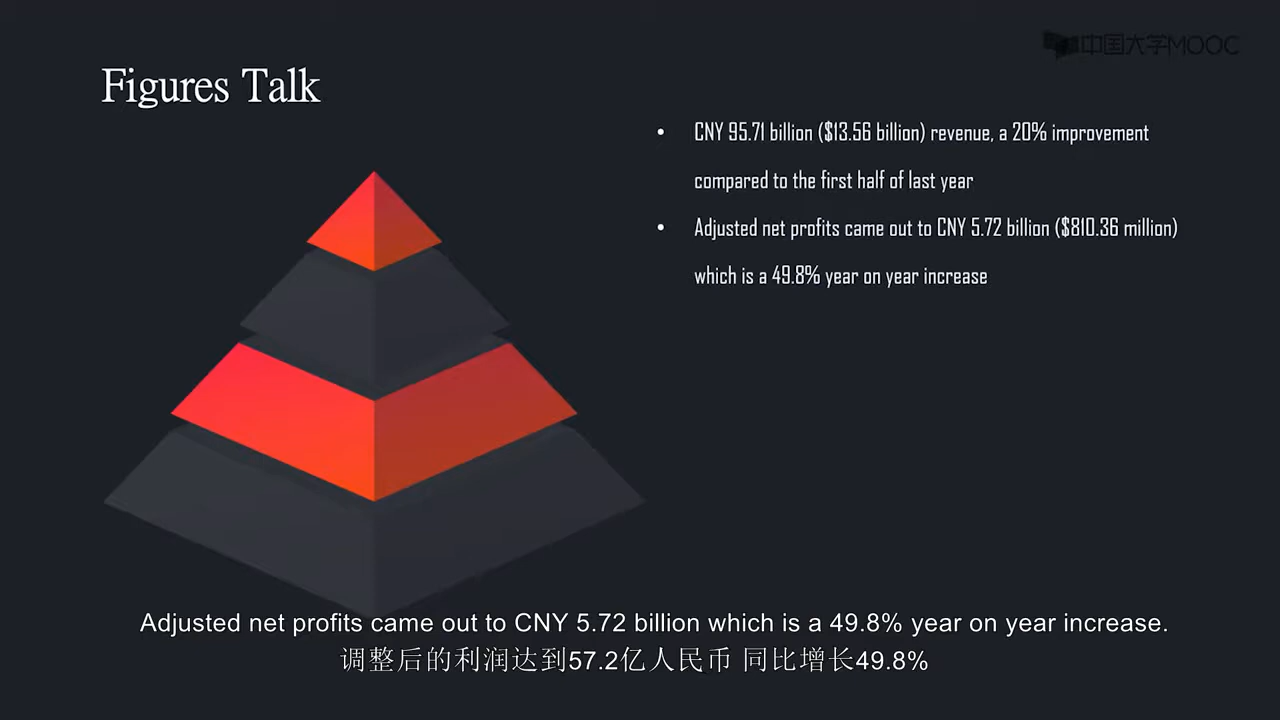 中国大学MOOC
Figures Talk
• CNY 95.71 billion ($13.56 billion) revenue, a 20% improvement
compared to the first half of last year
• Adjusted net profits came out to CNY 5.72 billion ($810.36 million)
which is a 49.8% year on year increase
Adjusted net profits came out to CNY 5.72 billion which is a 49.8% year on year increase.
调整后的利润达到57.2亿人民币 同比增长49.8%